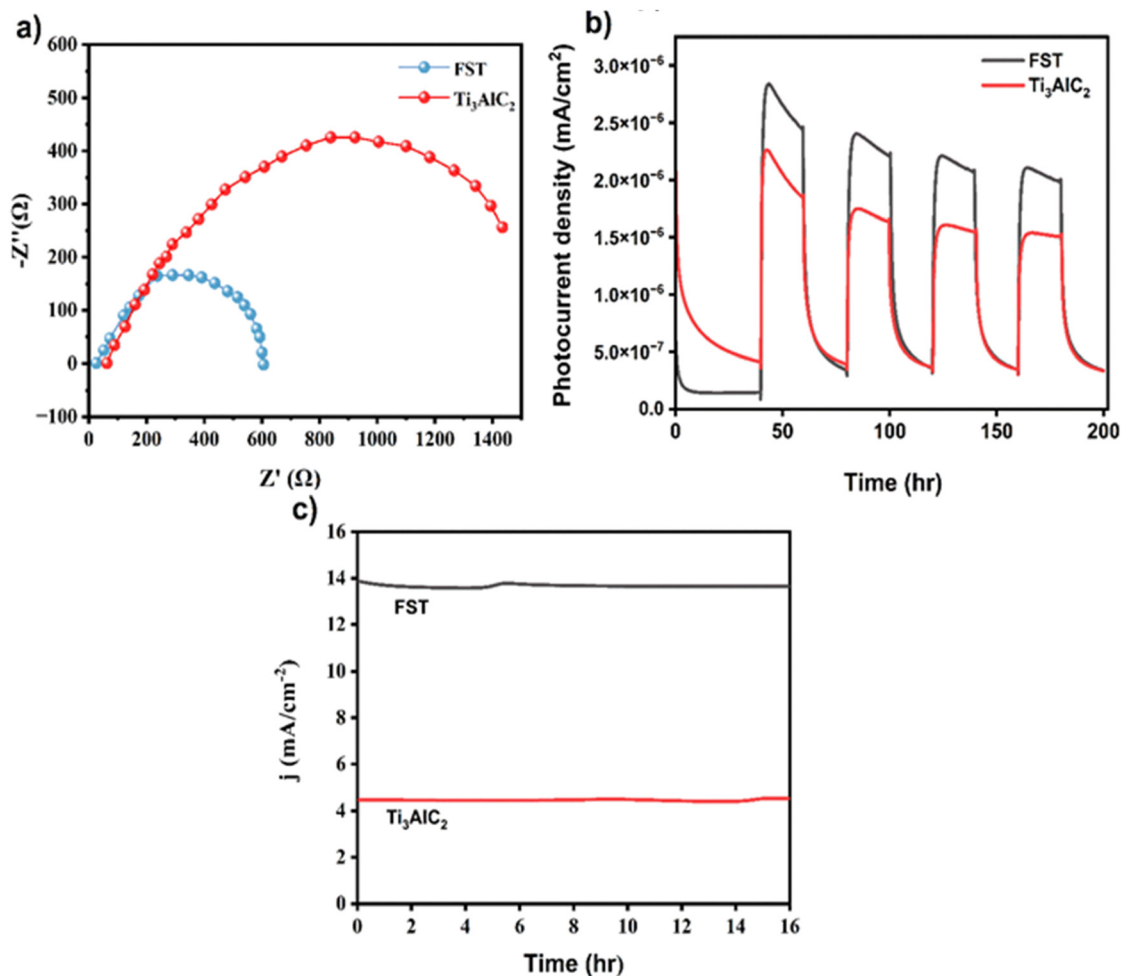 a)
600
500
400
300
200
100
0
−100
-Z''(Ω)
FST
Ti₃AlC₂
0 200 400 600 800 1000 1200 1400
Z' (Ω)
b)
3.0×10⁻⁶
2.5×10⁻⁶
2.0×10⁻⁶
1.5×10⁻⁶
1.0×10⁻⁶
5.0×10⁻⁷
0.0
Photocurrent density (mA/cm²)
FST
Ti₃AlC₂
0 50 100 150 200
Time (hr)
c)
16
14
12
10
8
6
4
2
0
j (mA/cm⁻²)
FST
Ti₃AlC₂
0 2 4 6 8 10 12 14 16
Time (hr)